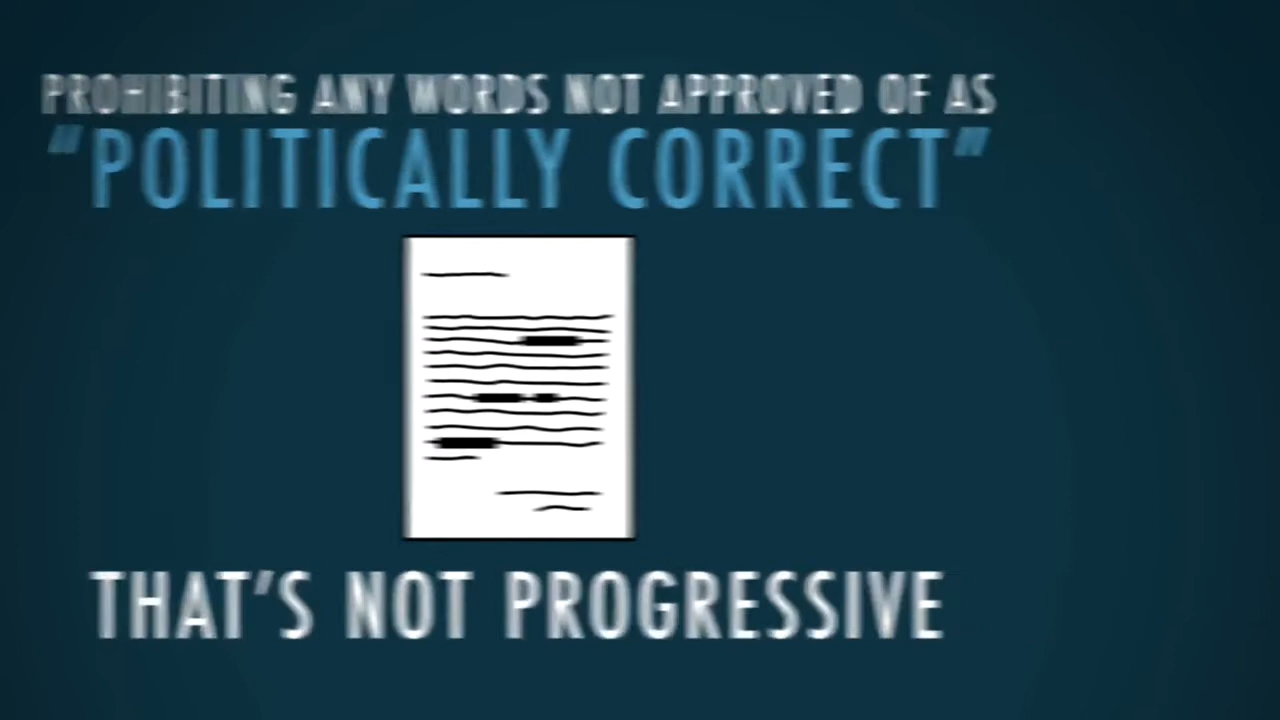 PROHIBITING ANY WORDS NOT APPROVED OF AS
"POLITICALLY CORRECT"
THAT'S NOT PROGRESSIVE